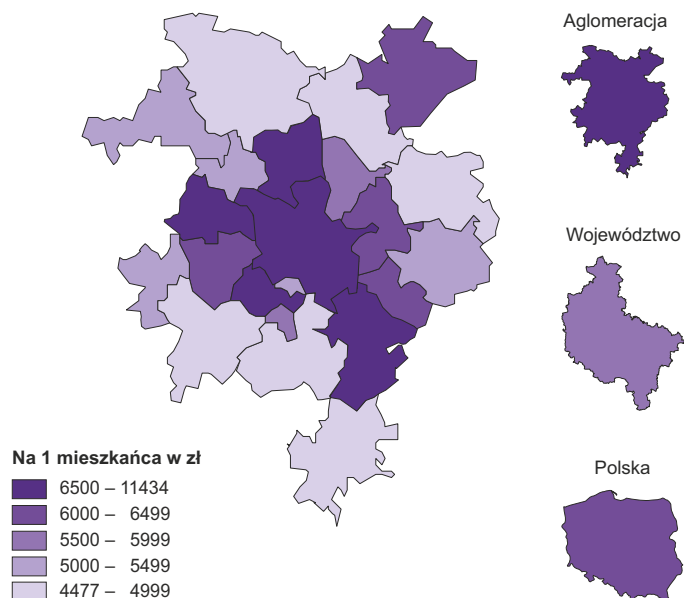 Aglomeracja
Województwo
Polska
Na 1 mieszkańca w zł
6500 – 11434
6000 – 6499
5500 – 5999
5000 – 5499
4477 – 4999